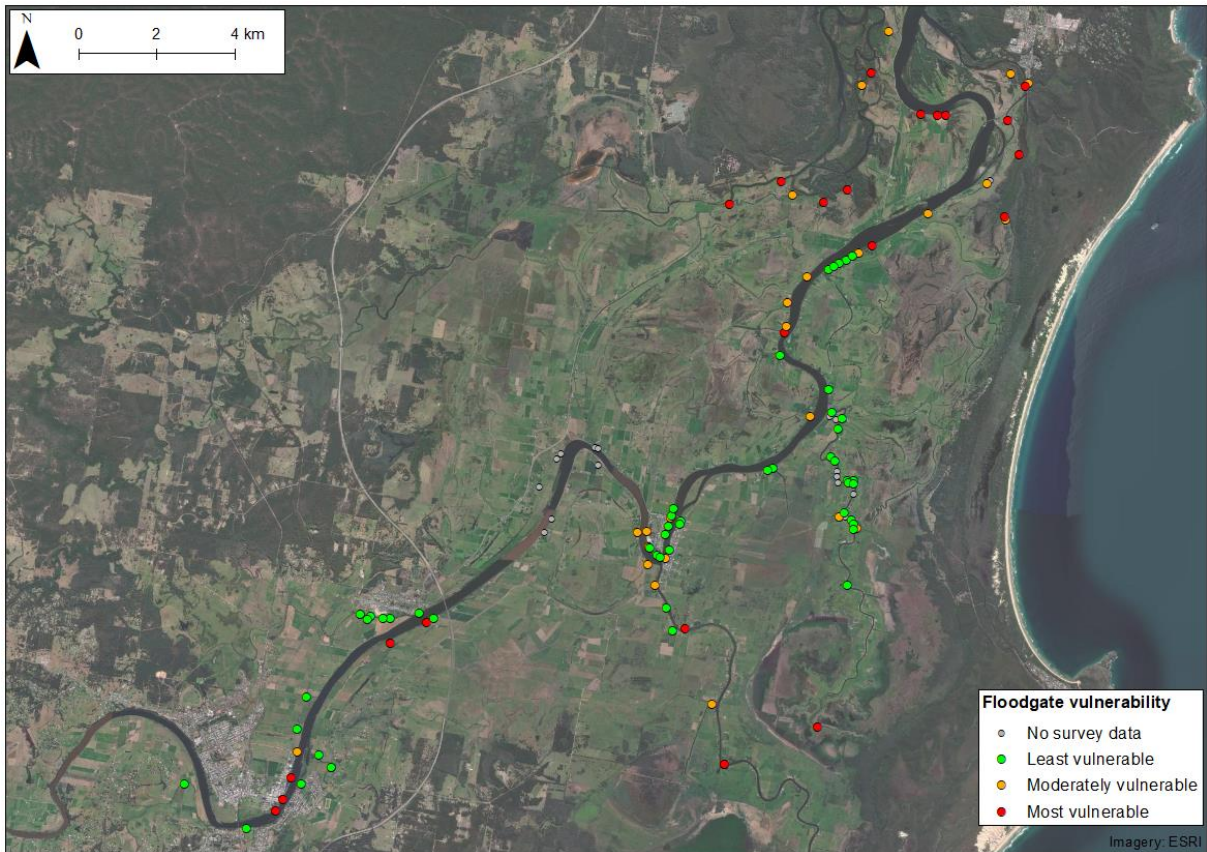 N
0 2 4 km
Floodgate vulnerability
No survey data
Least vulnerable
Moderately vulnerable
Most vulnerable
Imagery: ESRI